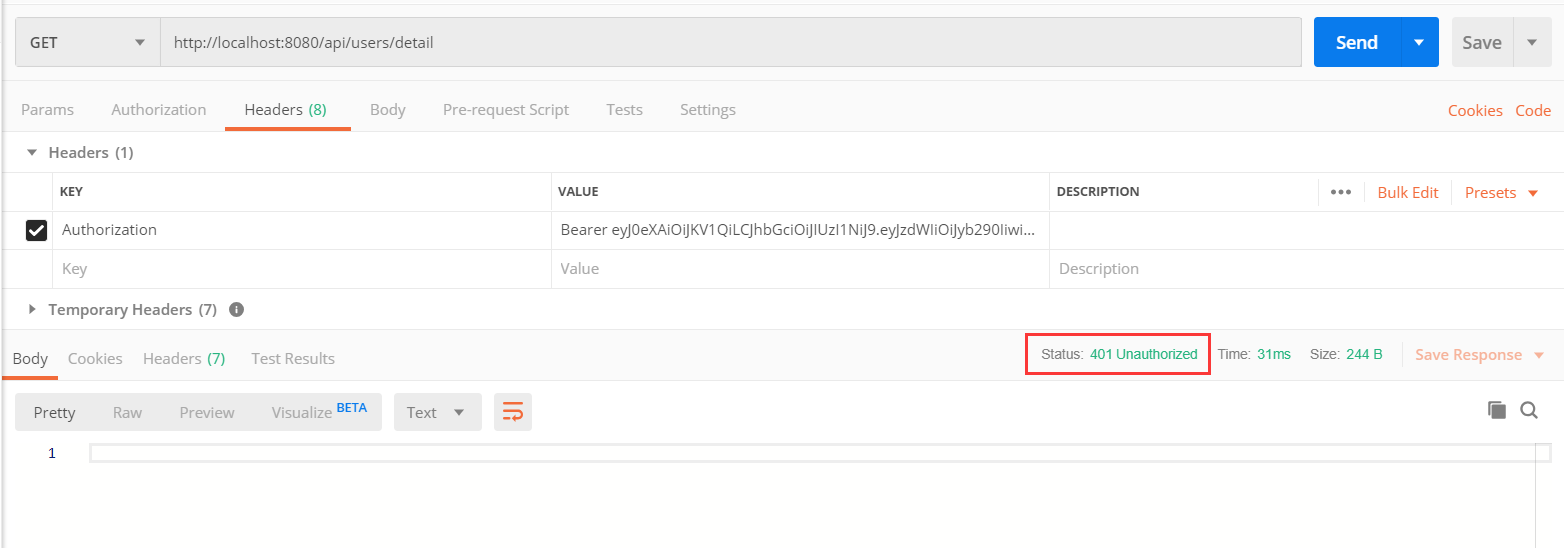 GET http://localhost:8080/api/users/detail Send Save
Params Authorization Headers (8) Body Pre-request Script Tests Settings Cookies Code
Headers (1)
KEY VALUE DESCRIPTION ••• Bulk Edit Presets
Authorization Bearer eyJ0eXAiOiJKV1QiLCJhbGciOiJIUzI1NiJ9.eyJzdWIiOiJyb290Iiwi...
Key Value Description
Temporary Headers (7)
Body Cookies Headers (7) Test Results Status: 401 Unauthorized Time: 31ms Size: 244 B Save Response
Pretty Raw Preview Visualize BETA Text
1